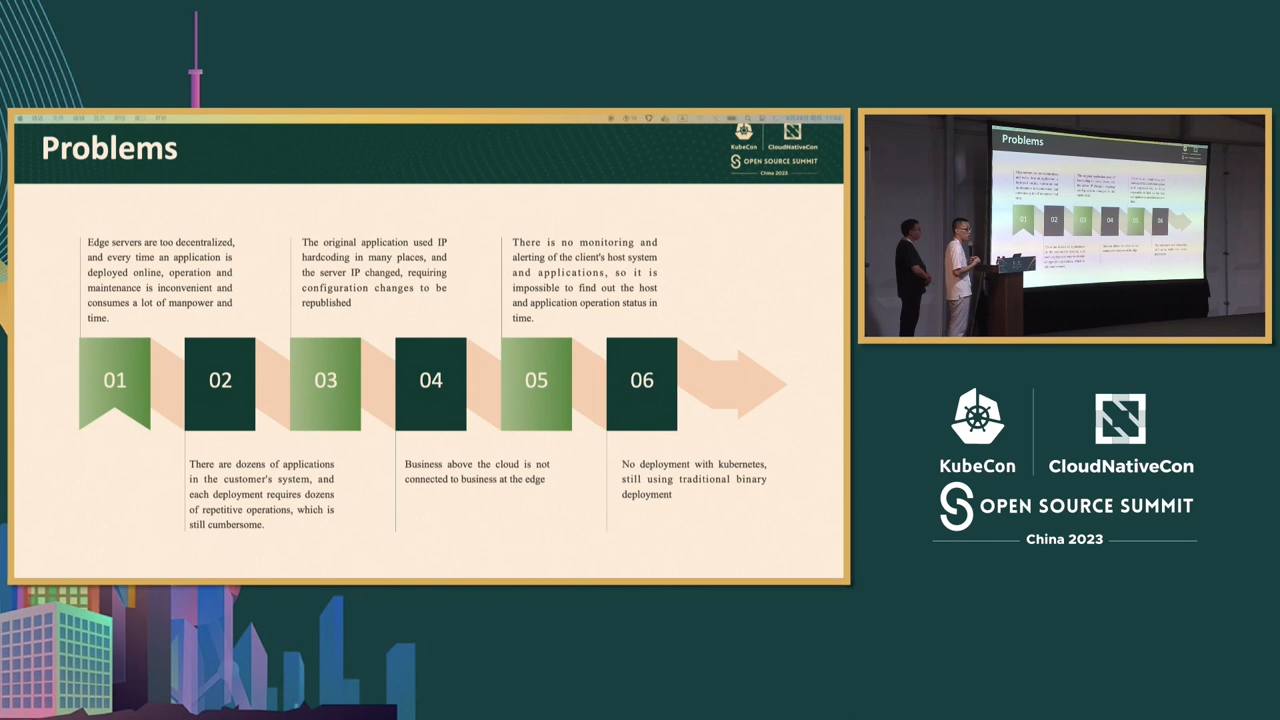 Problems
KubeCon
CloudNativeCon
OPEN SOURCE SUMMIT
China 2023
Edge servers are too decentralized,
and every time an application is
deployed online, operation and
maintenance is inconvenient and
consumes a lot of manpower and
time.
The original application used IP
hardcoding in many places, and
the server IP changed, requiring
configuration changes to be
republished
There is no monitoring and
alerting of the client's host system
and applications, so it is
impossible to find out the host
and application operation status in
time.
01
02
03
04
05
06
There are dozens of applications
in the customer's system, and
each deployment requires dozens
of repetitive operations, which is
still cumbersome.
Business above the cloud is not
connected to business at the edge
No deployment with kubernetes,
still using traditional binary
deployment
Problems
01
02
03
04
05
06
KubeCon
CloudNativeCon
OPEN SOURCE SUMMIT
China 2023